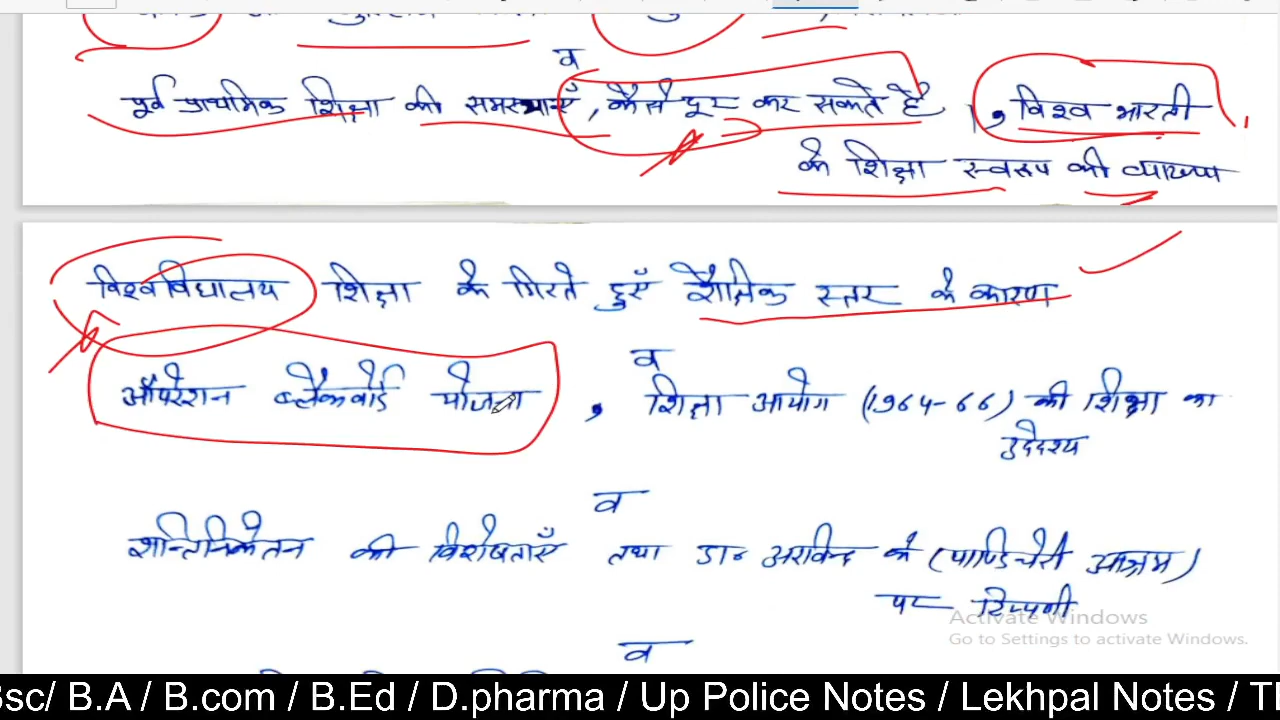 व
पूर्व प्राथमिक शिक्षा की समस्याएँ , कैसे दूर कर सकते है । , विश्व भारती
के शिक्षा स्वरूप की व्याख्या
विश्वविद्यालय शिक्षा के गिरते हुएँ शैक्षिक स्तर के कारण
व
ऑपरेशन ब्लैकबोर्ड योजना , शिक्षा आयोग (1964-66) की शिक्षा का
उद्देश्य
व
शान्तिनिकेतन की विशेषताएँ तथा डा॰ अरविन्द के (पाण्डिचेरी आश्रम)
पर टिप्पणी
Activate Windows
Go to Settings to activate Windows.
व
Bsc/ B.A / B.com / B.Ed / D.pharma / Up Police Notes / Lekhpal Notes /